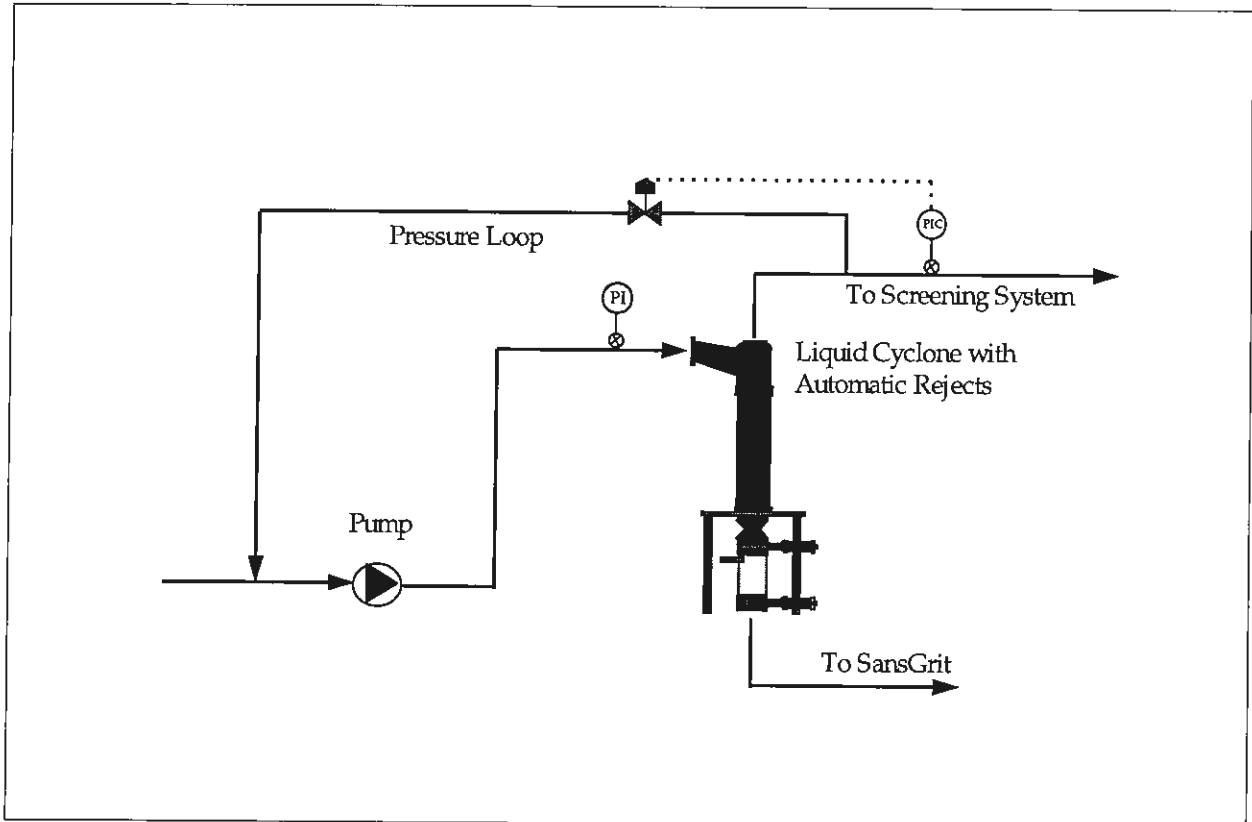 PIC
Pressure Loop
To Screening System
PI
Liquid Cyclone with
Automatic Rejects
Pump
To SansGrit